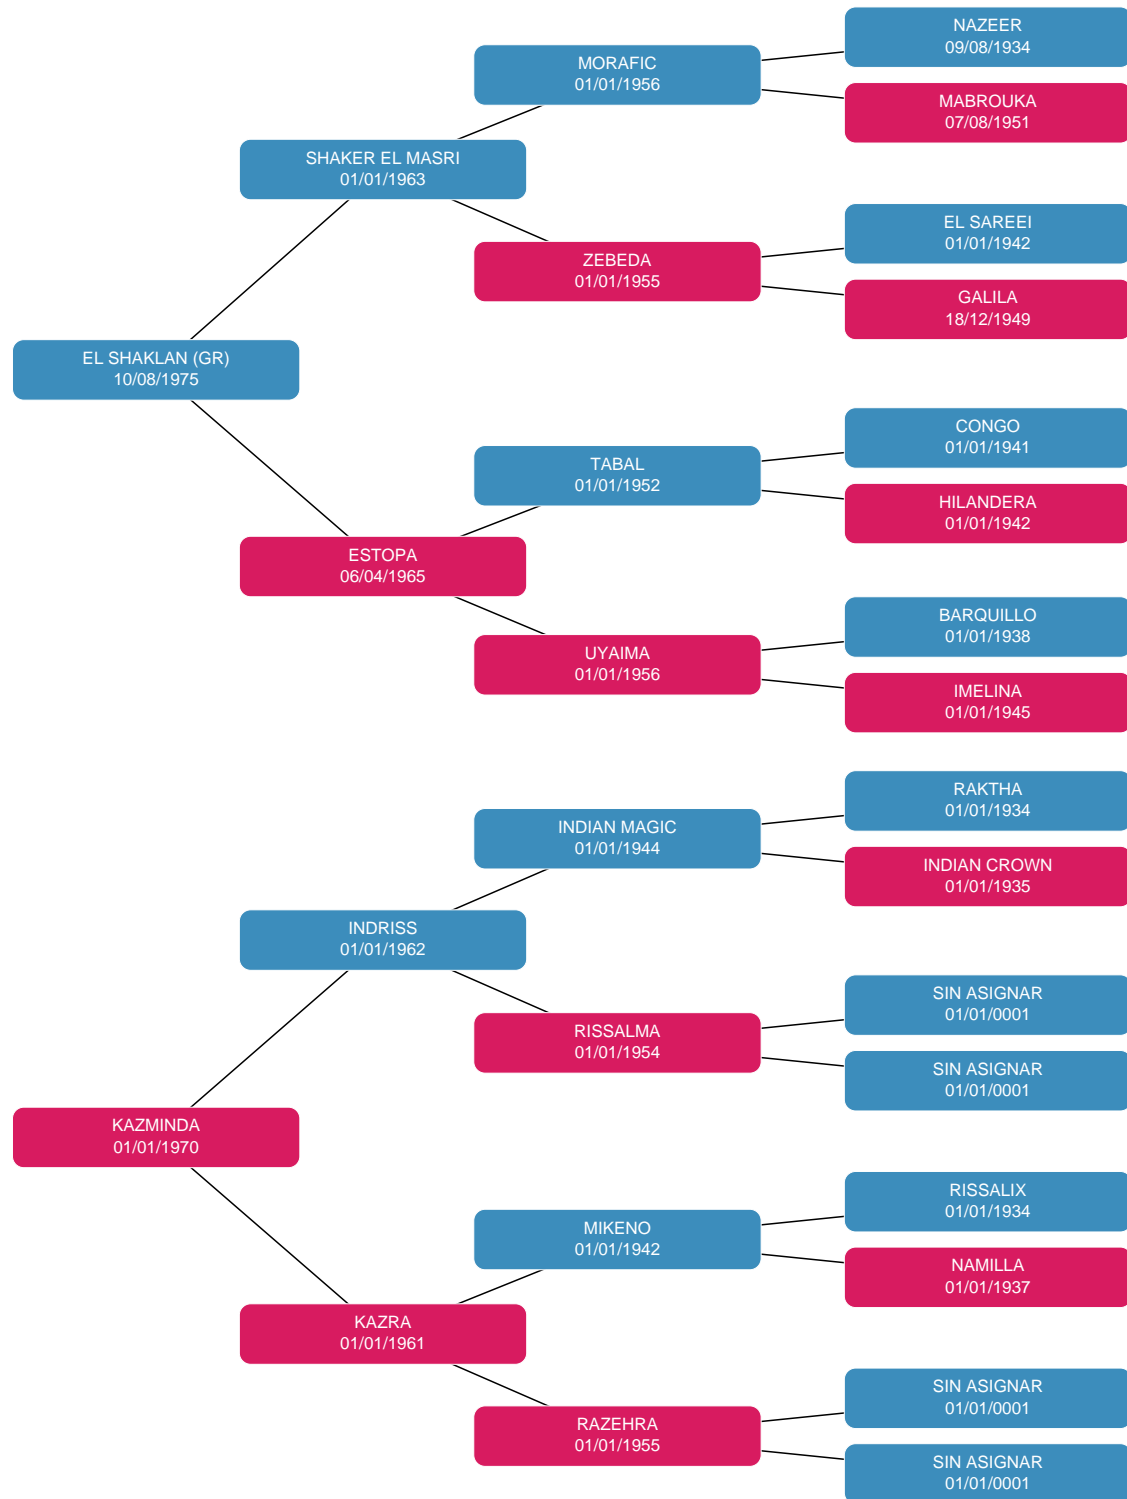 NAZEER
09/08/1934
MORAFIC
01/01/1956
MABROUKA
07/08/1951
SHAKER EL MASRI
01/01/1963
EL SAREEI
01/01/1942
ZEBEDA
01/01/1955
GALILA
18/12/1949
EL SHAKLAN (GR)
10/08/1975
CONGO
01/01/1941
TABAL
01/01/1952
HILANDERA
01/01/1942
ESTOPA
06/04/1965
BARQUILLO
01/01/1938
UYAIMA
01/01/1956
IMELINA
01/01/1945
RAKTHA
01/01/1934
INDIAN MAGIC
01/01/1944
INDIAN CROWN
01/01/1935
INDRISS
01/01/1962
SIN ASIGNAR
01/01/0001
RISSALMA
01/01/1954
SIN ASIGNAR
01/01/0001
KAZMINDA
01/01/1970
RISSALIX
01/01/1934
MIKENO
01/01/1942
NAMILLA
01/01/1937
KAZRA
01/01/1961
SIN ASIGNAR
01/01/0001
RAZEHRA
01/01/1955
SIN ASIGNAR
01/01/0001